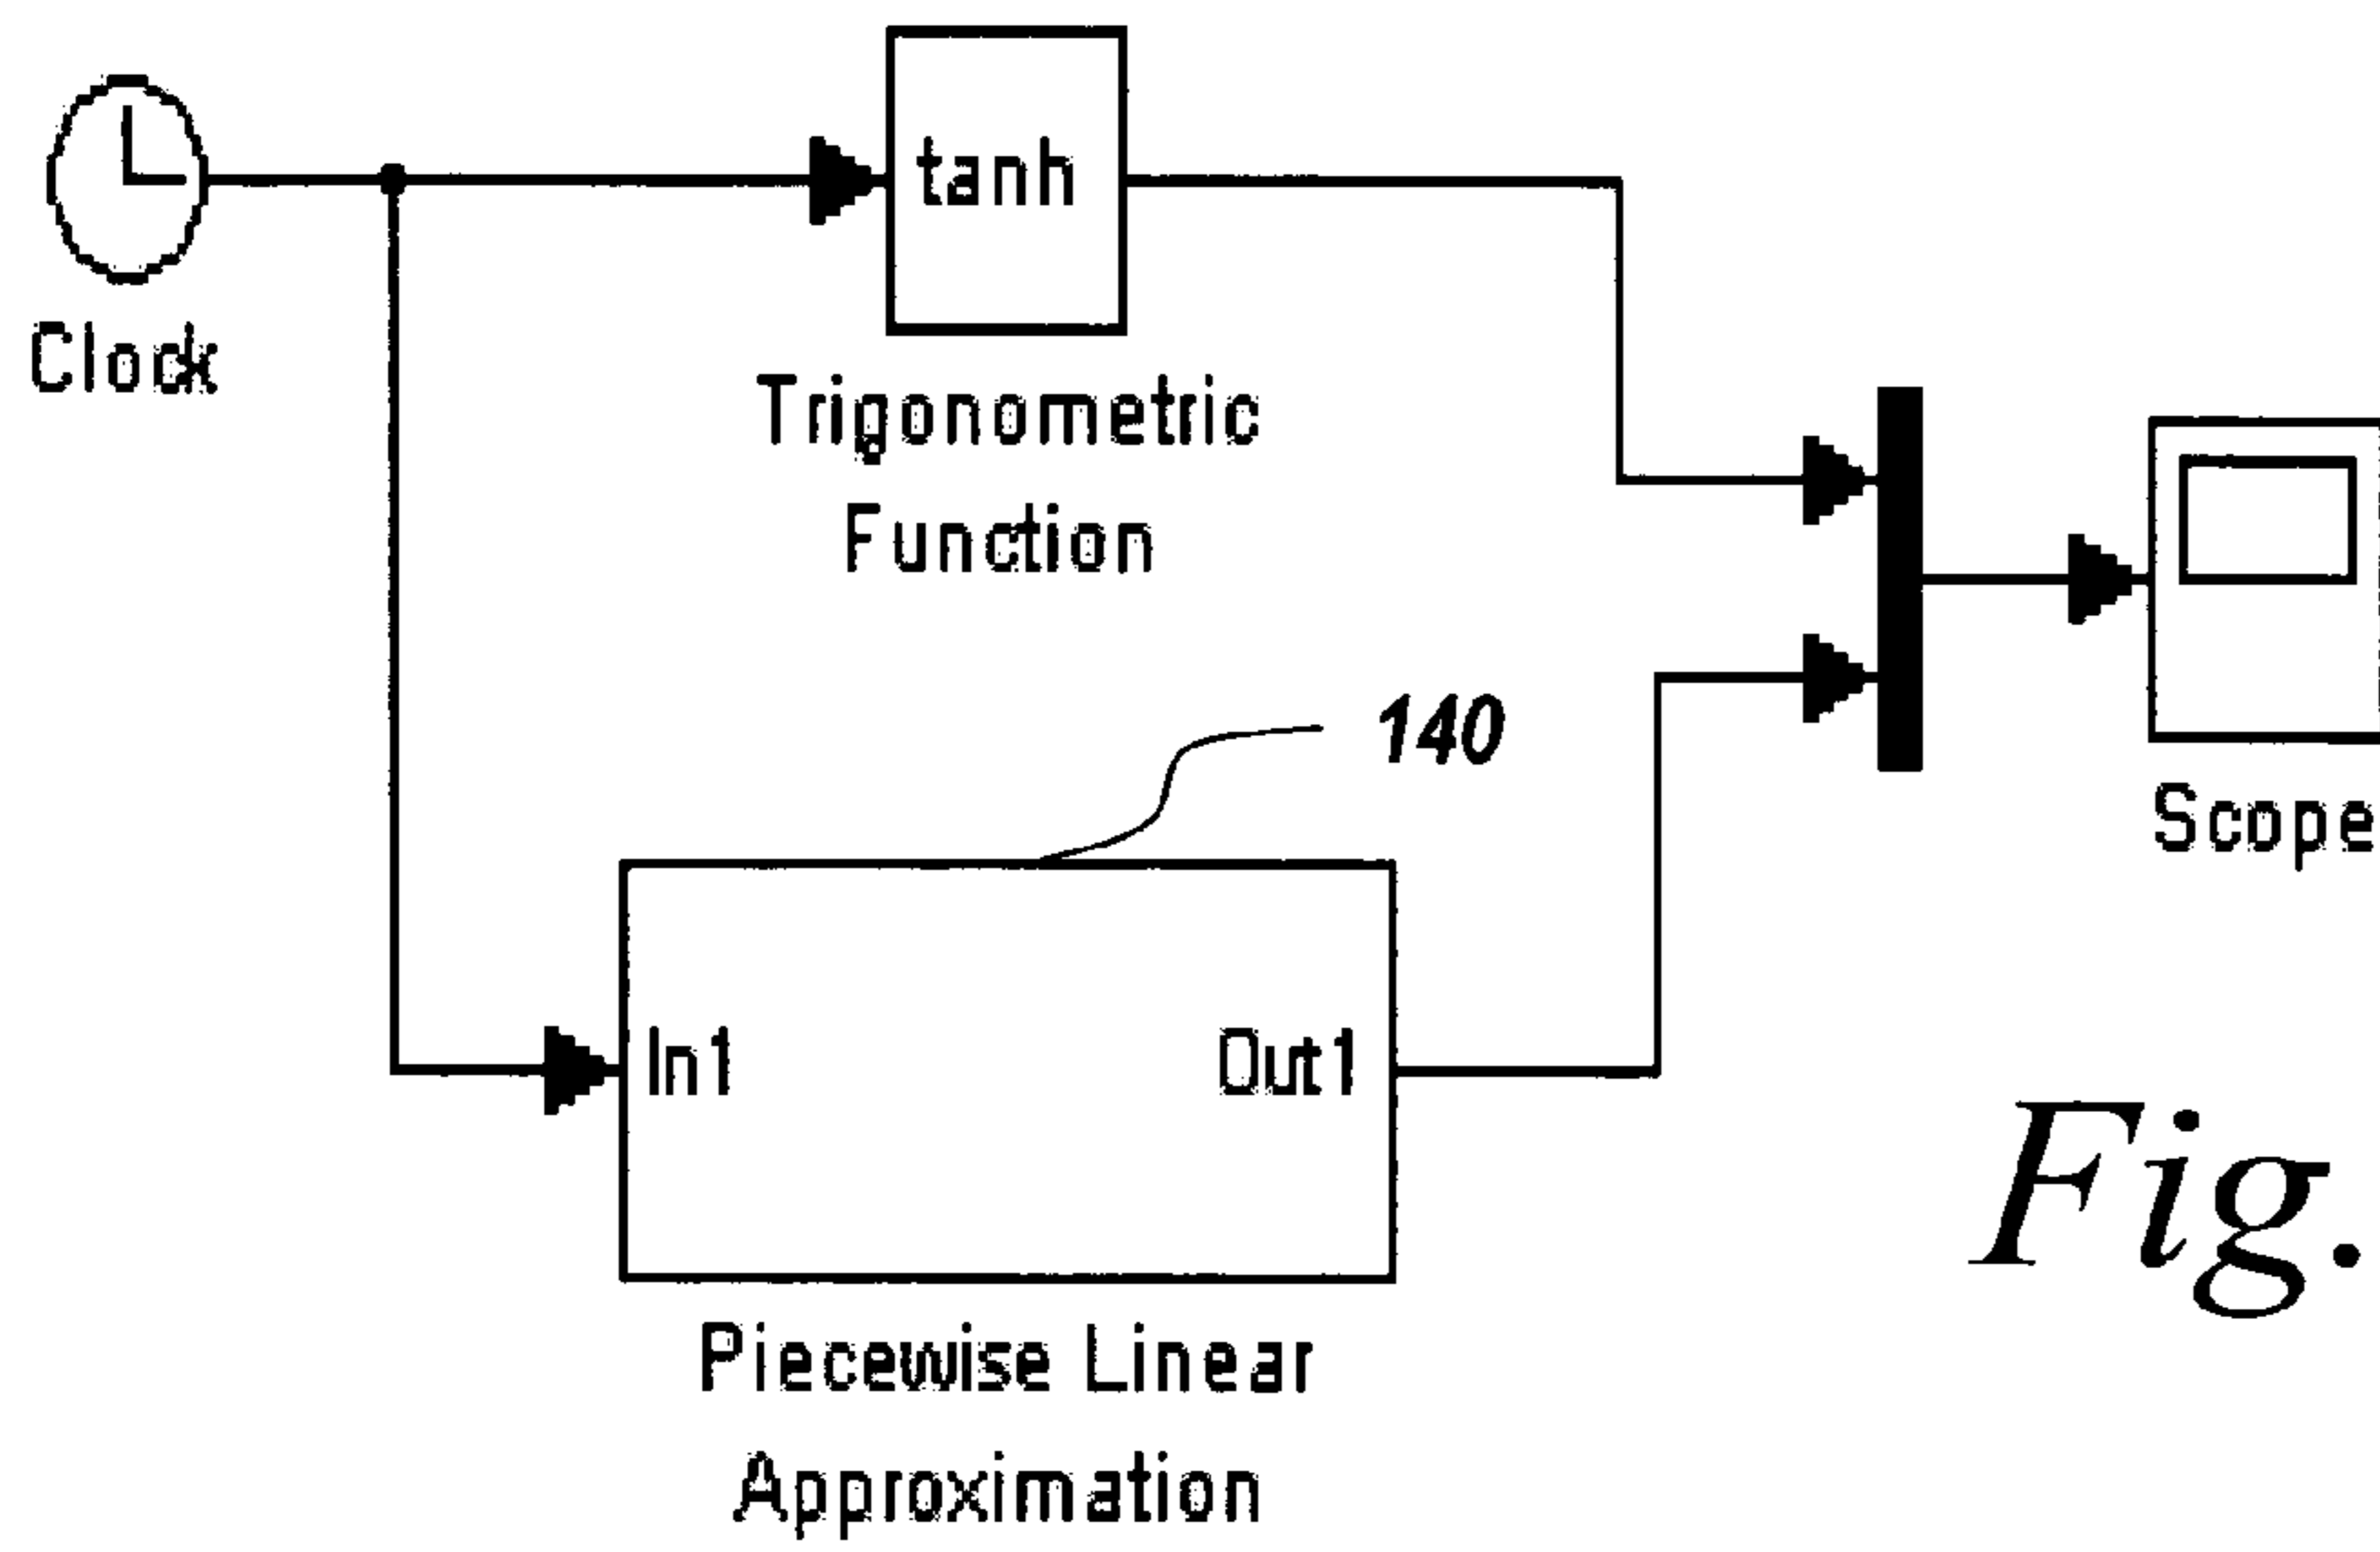 tanh
Clock
Trigonometric
Function
140
Scope
In1
Out1
Fig.
Piecewise Linear
Approximation